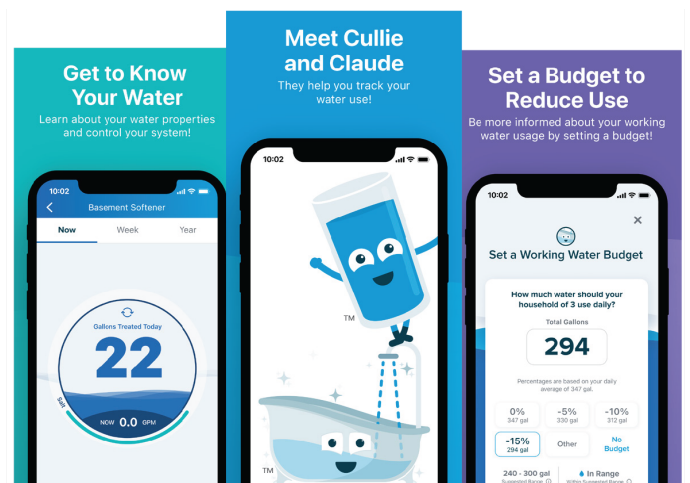 Get to Know
Your Water
Learn about your water properties
and control your system!
10:02
Basement Softener
Now Week Year
Gallons Treated Today
22
Salt
NOW 0.0 GPM
Meet Cullie
and Claude
They help you track your
water use!
10:02
TM
TM
Set a Budget to
Reduce Use
Be more informed about your working
water usage by setting a budget!
10:02
Set a Working Water Budget
How much water should your
household of 3 use daily?
Total Gallons
294
Percentages are based on your daily
average of 347 gal.
0% -5% -10%
347 gal 330 gal 312 gal
-15% Other No
294 gal Budget
240 - 300 gal In Range
Suggested Range Within Suggested Range